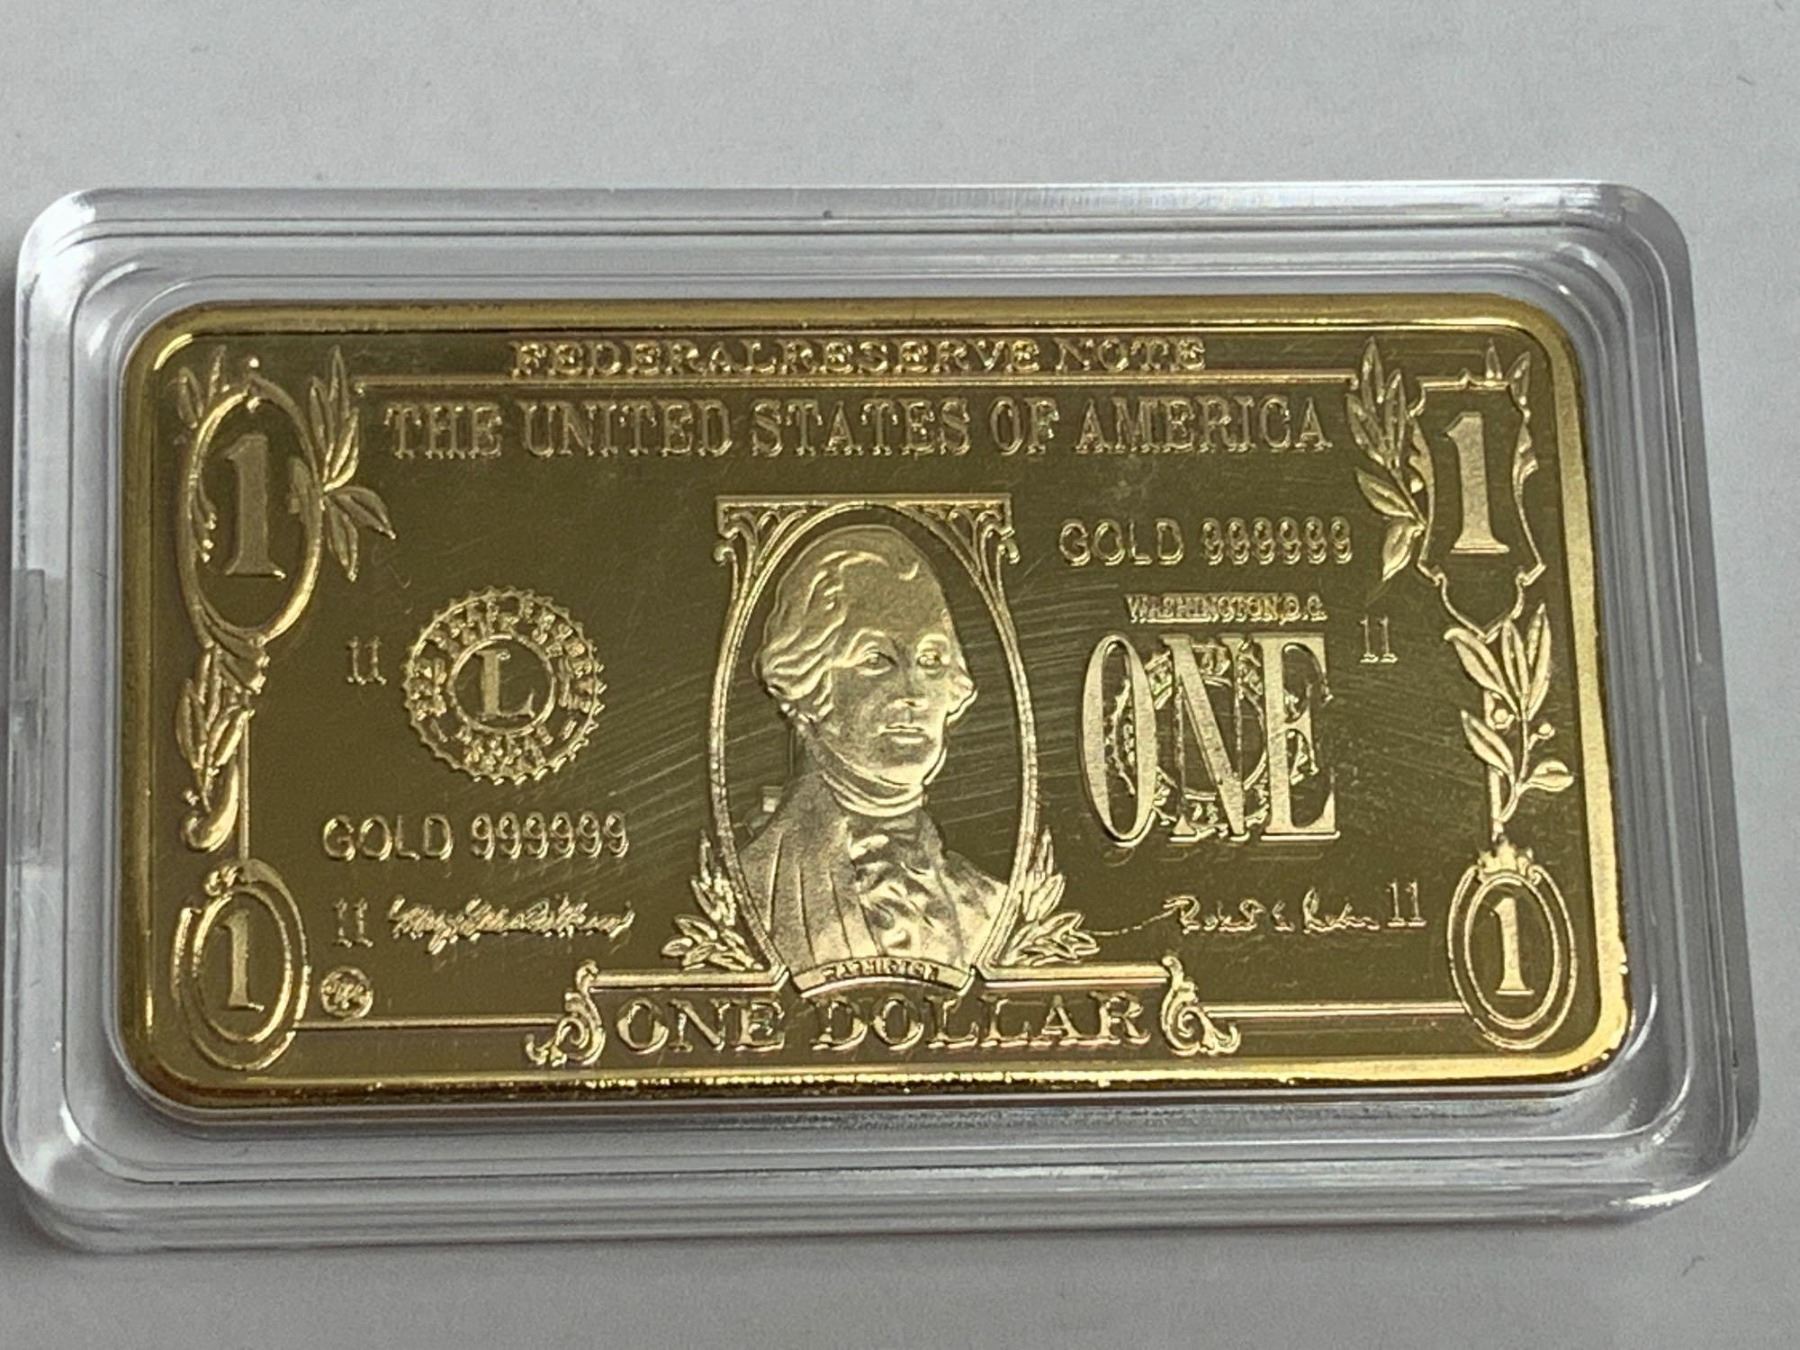 FEDERALRESERVE NOTE
THE UNITED STATES OF AMERICA
1
1
GOLD 999999
WASHINGTON,D.C.
11
L
ONE
11
GOLD 999999
11
11
1
1
ONE DOLLAR